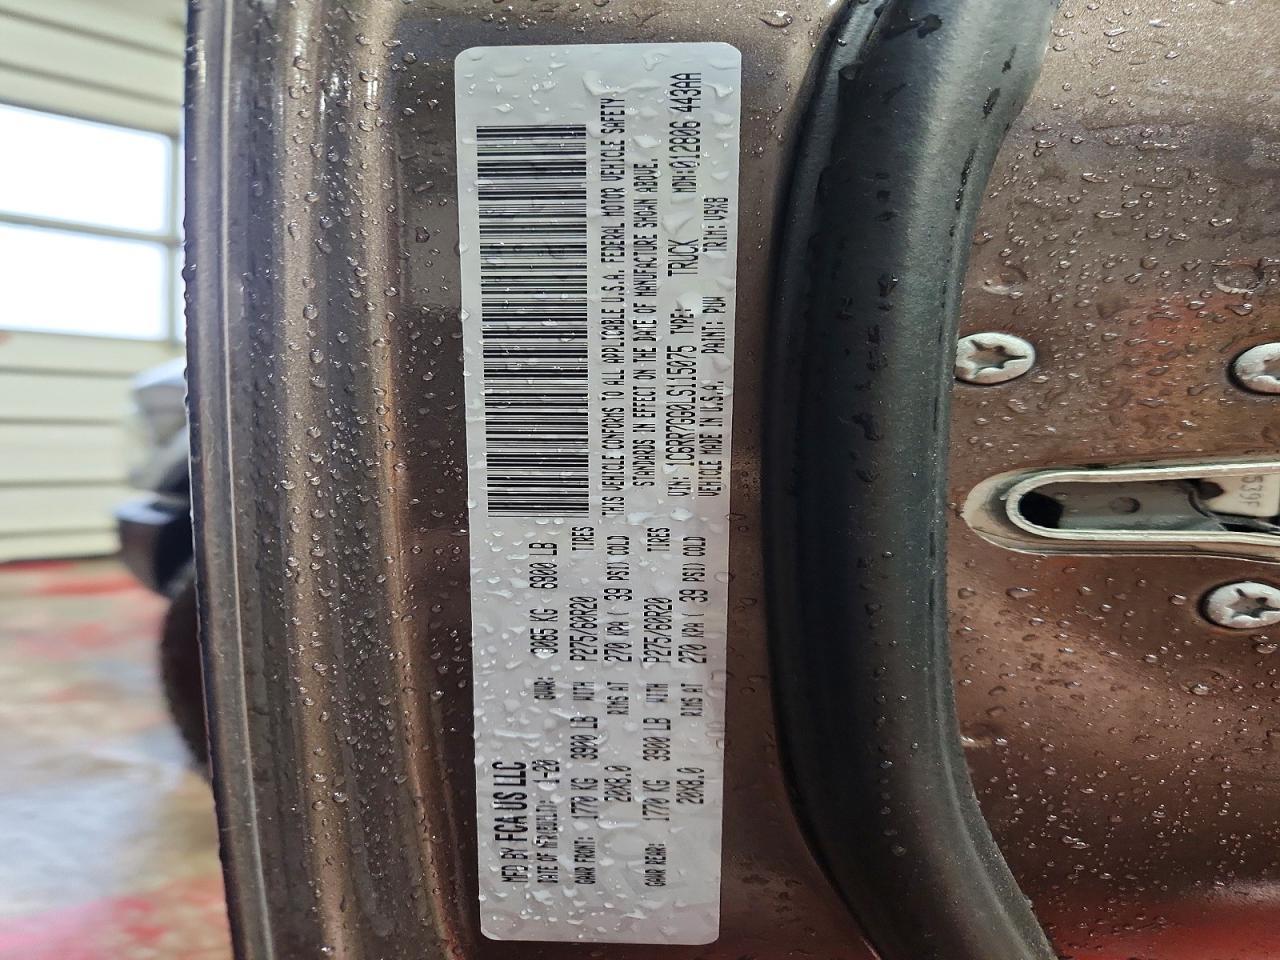 MFD BY FCA US LLC
DATE OF MFR (VEHICLE): 1-20 GVWR: 3085 KG 6900 LB
GAWR FRONT: 1770 KG 3900 LB WITH P275/60R20 TIRES
20X8.0 RIMS AT 270 KPA ( 39 PSI) COLD
GAWR REAR: 1770 KG 3900 LB WITH P275/60R20 TIRES
20X8.0 RIMS AT 270 KPA ( 39 PSI) COLD
THIS VEHICLE CONFORMS TO ALL APPLICABLE U.S.A. FEDERAL MOTOR VEHICLE SAFETY
STANDARDS IN EFFECT ON THE DATE OF MANUFACTURE SHOWN ABOVE.
VIN: 1C6RR7GG0LS115075 TYPE: TRUCK MDH:012806 443AA
VEHICLE MADE IN U.S.A. PAINT: PUW TRIM: V9X8
539F